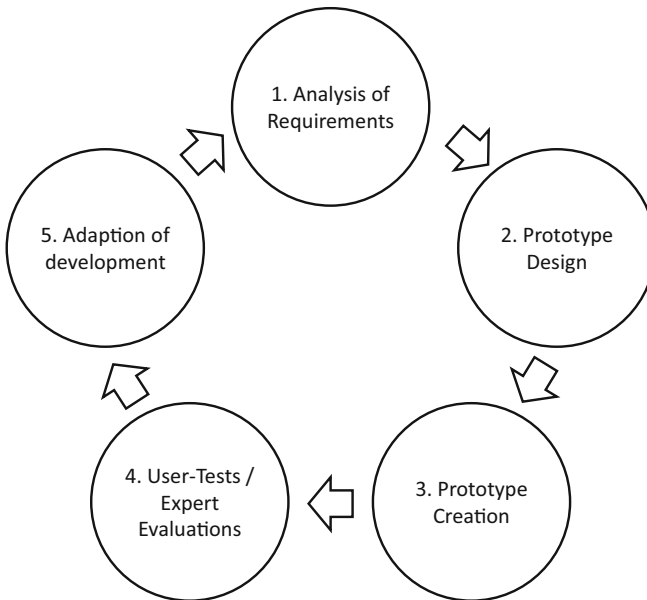 1. Analysis of
Requirements
2. Prototype
Design
3. Prototype
Creation
4. User-Tests /
Expert
Evaluations
5. Adaption of
development